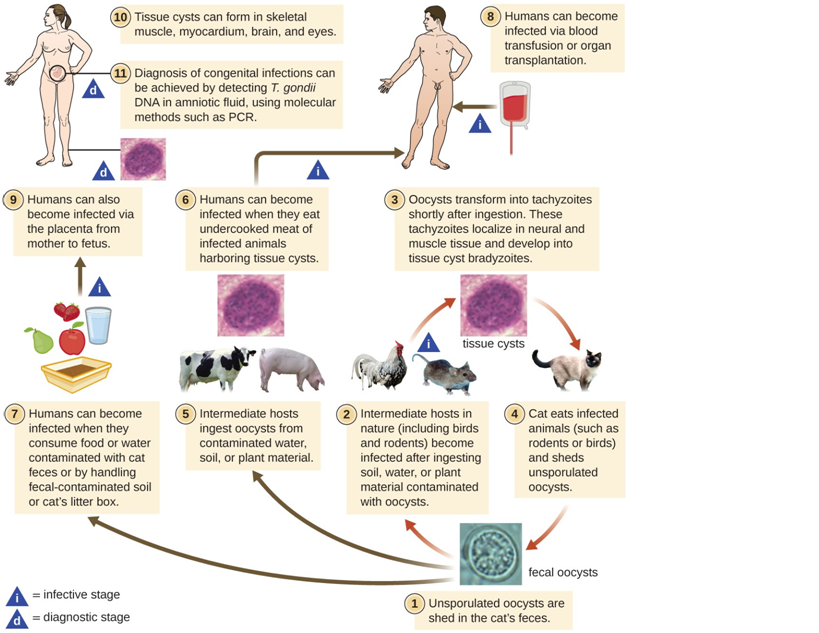 10 Tissue cysts can form in skeletal
muscle, myocardium, brain, and eyes.
8 Humans can become
infected via blood
transfusion or organ
transplantation.
11 Diagnosis of congenital infections can
be achieved by detecting T. gondii
DNA in amniotic fluid, using molecular
methods such as PCR.
d
i
d
i
9 Humans can also
become infected via
the placenta from
mother to fetus.
6 Humans can become
infected when they eat
undercooked meat of
infected animals
harboring tissue cysts.
3 Oocysts transform into tachyzoites
shortly after ingestion. These
tachyzoites localize in neural and
muscle tissue and develop into
tissue cyst bradyzoites.
i
i
tissue cysts
7 Humans can become
infected when they
consume food or water
contaminated with cat
feces or by handling
fecal-contaminated soil
or cat's litter box.
5 Intermediate hosts
ingest oocysts from
contaminated water,
soil, or plant material.
2 Intermediate hosts in
nature (including birds
and rodents) become
infected after ingesting
soil, water, or plant
material contaminated
with oocysts.
4 Cat eats infected
animals (such as
rodents or birds)
and sheds
unsporulated
oocysts.
fecal oocysts
i = infective stage
d = diagnostic stage
1 Unsporulated oocysts are
shed in the cat's feces.